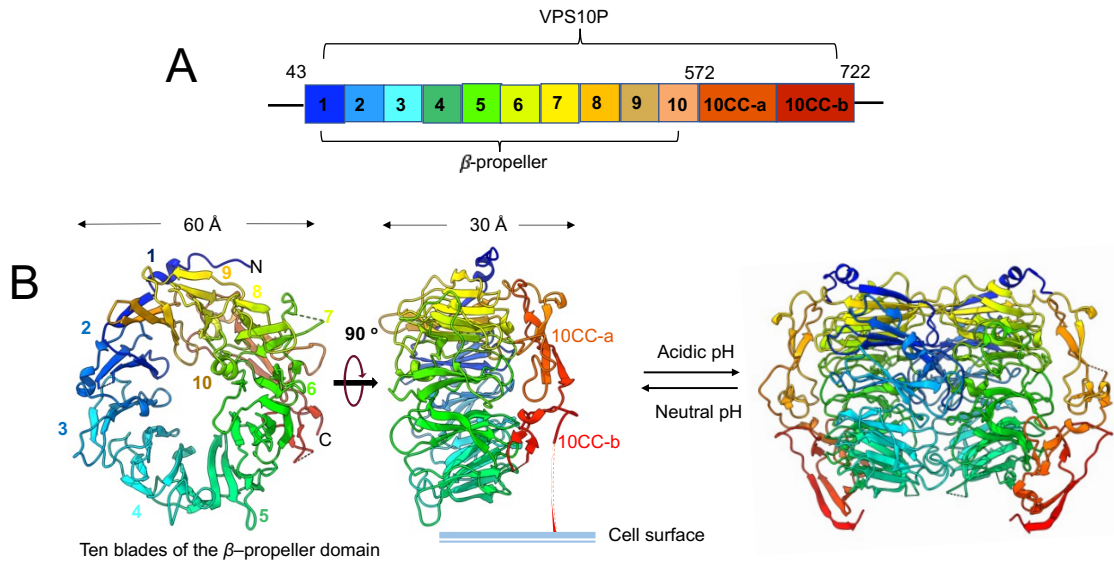 VPS10P
A
43 572 722
1 2 3 4 5 6 7 8 9 10 10CC-a 10CC-b
β-propeller
60 Å 30 Å
B
1 N
9
8
7
2
10
6
3
C
4
5
90 º
10CC-a
10CC-b
Acidic pH
Neutral pH
Cell surface
Ten blades of the β–propeller domain